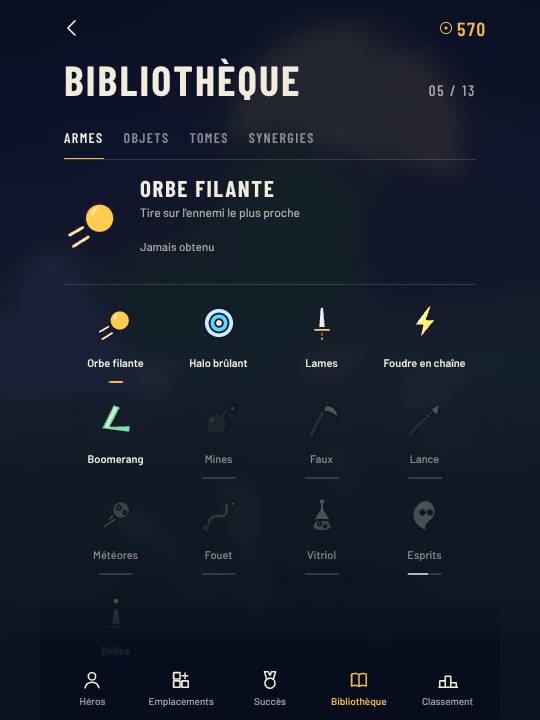 570
BIBLIOTHÈQUE
05 / 13
ARMES OBJETS TOMES SYNERGIES
ORBE FILANTE
Tire sur l'ennemi le plus proche
Jamais obtenu
Orbe filante Halo brûlant Lames Foudre en chaîne
Boomerang Mines Faux Lance
Météores Fouet Vitriol Esprits
Balise
Héros Emplacements Succès Bibliothèque Classement